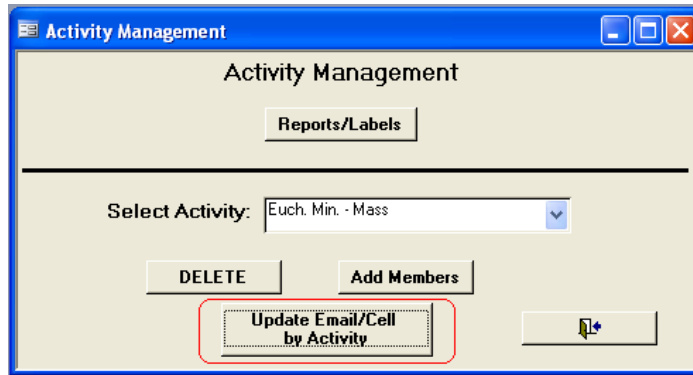 Activity Management
Activity Management
Reports/Labels
Select Activity: Euch. Min. - Mass
DELETE Add Members
Update Email/Cell
by Activity